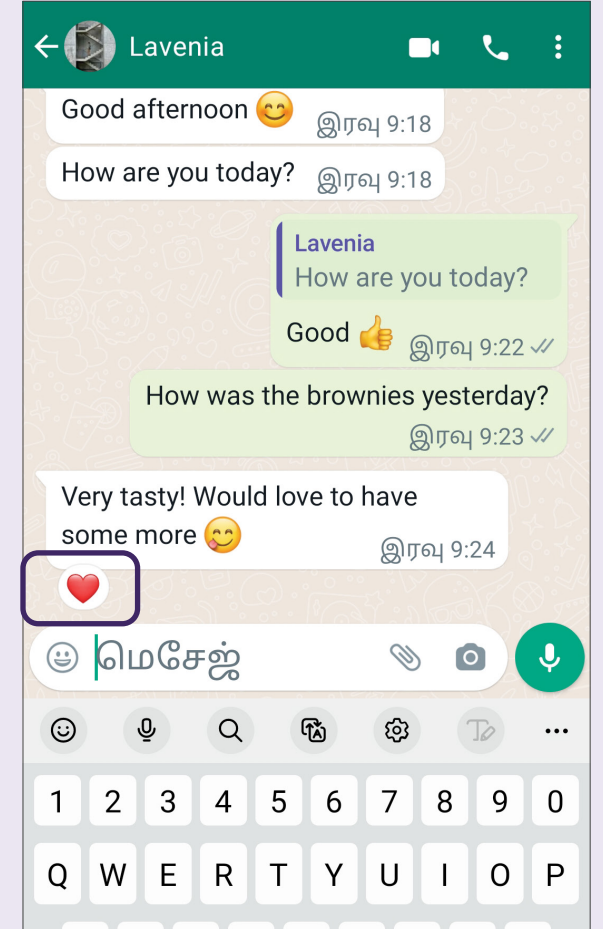 Lavenia
Good afternoon 😊 இரவு 9:18
How are you today? இரவு 9:18
Lavenia
How are you today?
Good 👍 இரவு 9:22
How was the brownies yesterday?
இரவு 9:23
Very tasty! Would love to have
some more 😋 இரவு 9:24
மெசேஜ்
1 2 3 4 5 6 7 8 9 0
Q W E R T Y U I O P